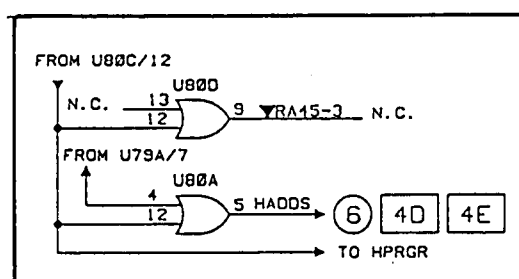 FROM U80C/12
U80D
N.C. 13 9 RA45-3 N.C.
12
FROM U79A/7
U80A
4
5 HADDS 6 4D 4E
12
TO HPRGR